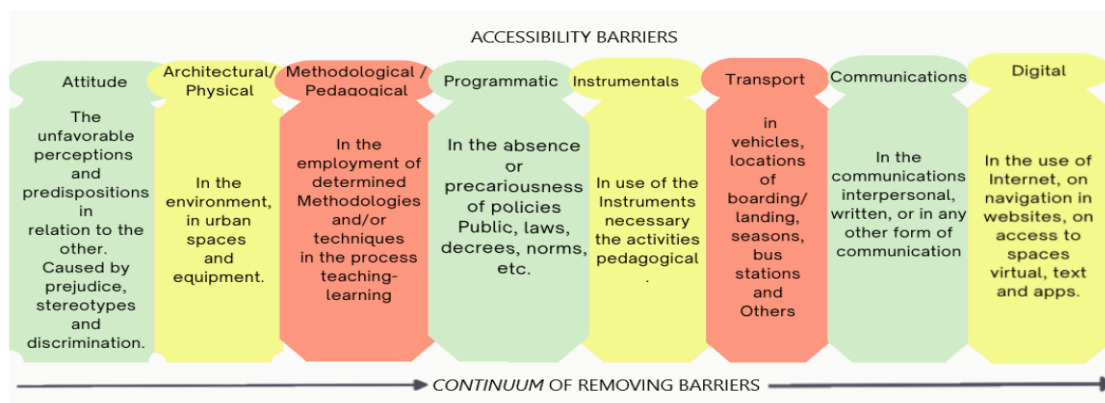 ACCESSIBILITY BARRIERS
Attitude
The
unfavorable
perceptions
and
predispositions
in
relation to the
other.
Caused by
prejudice,
stereotypes
and
discrimination.
Architectural/
Physical
In the
environment,
in urban
spaces
and
equipment.
Methodological /
Pedagogical
In the
employment of
determined
Methodologies
and/or
techniques
in the process
teaching-
learning
Programmatic
In the absence
or
precariousness
of policies
Public, laws,
decrees, norms,
etc.
Instrumentals
In use of the
Instruments
necessary
the activities
pedagogical
.
Transport
in
vehicles,
locations
of
boarding/
landing,
seasons,
bus
stations
and
Others
Communications
In the
communications
interpersonal,
written, or in any
other form of
communication
Digital
In the use of
Internet, on
navigation in
websites, on
access to
spaces
virtual, text
and apps.
CONTINUUM OF REMOVING BARRIERS